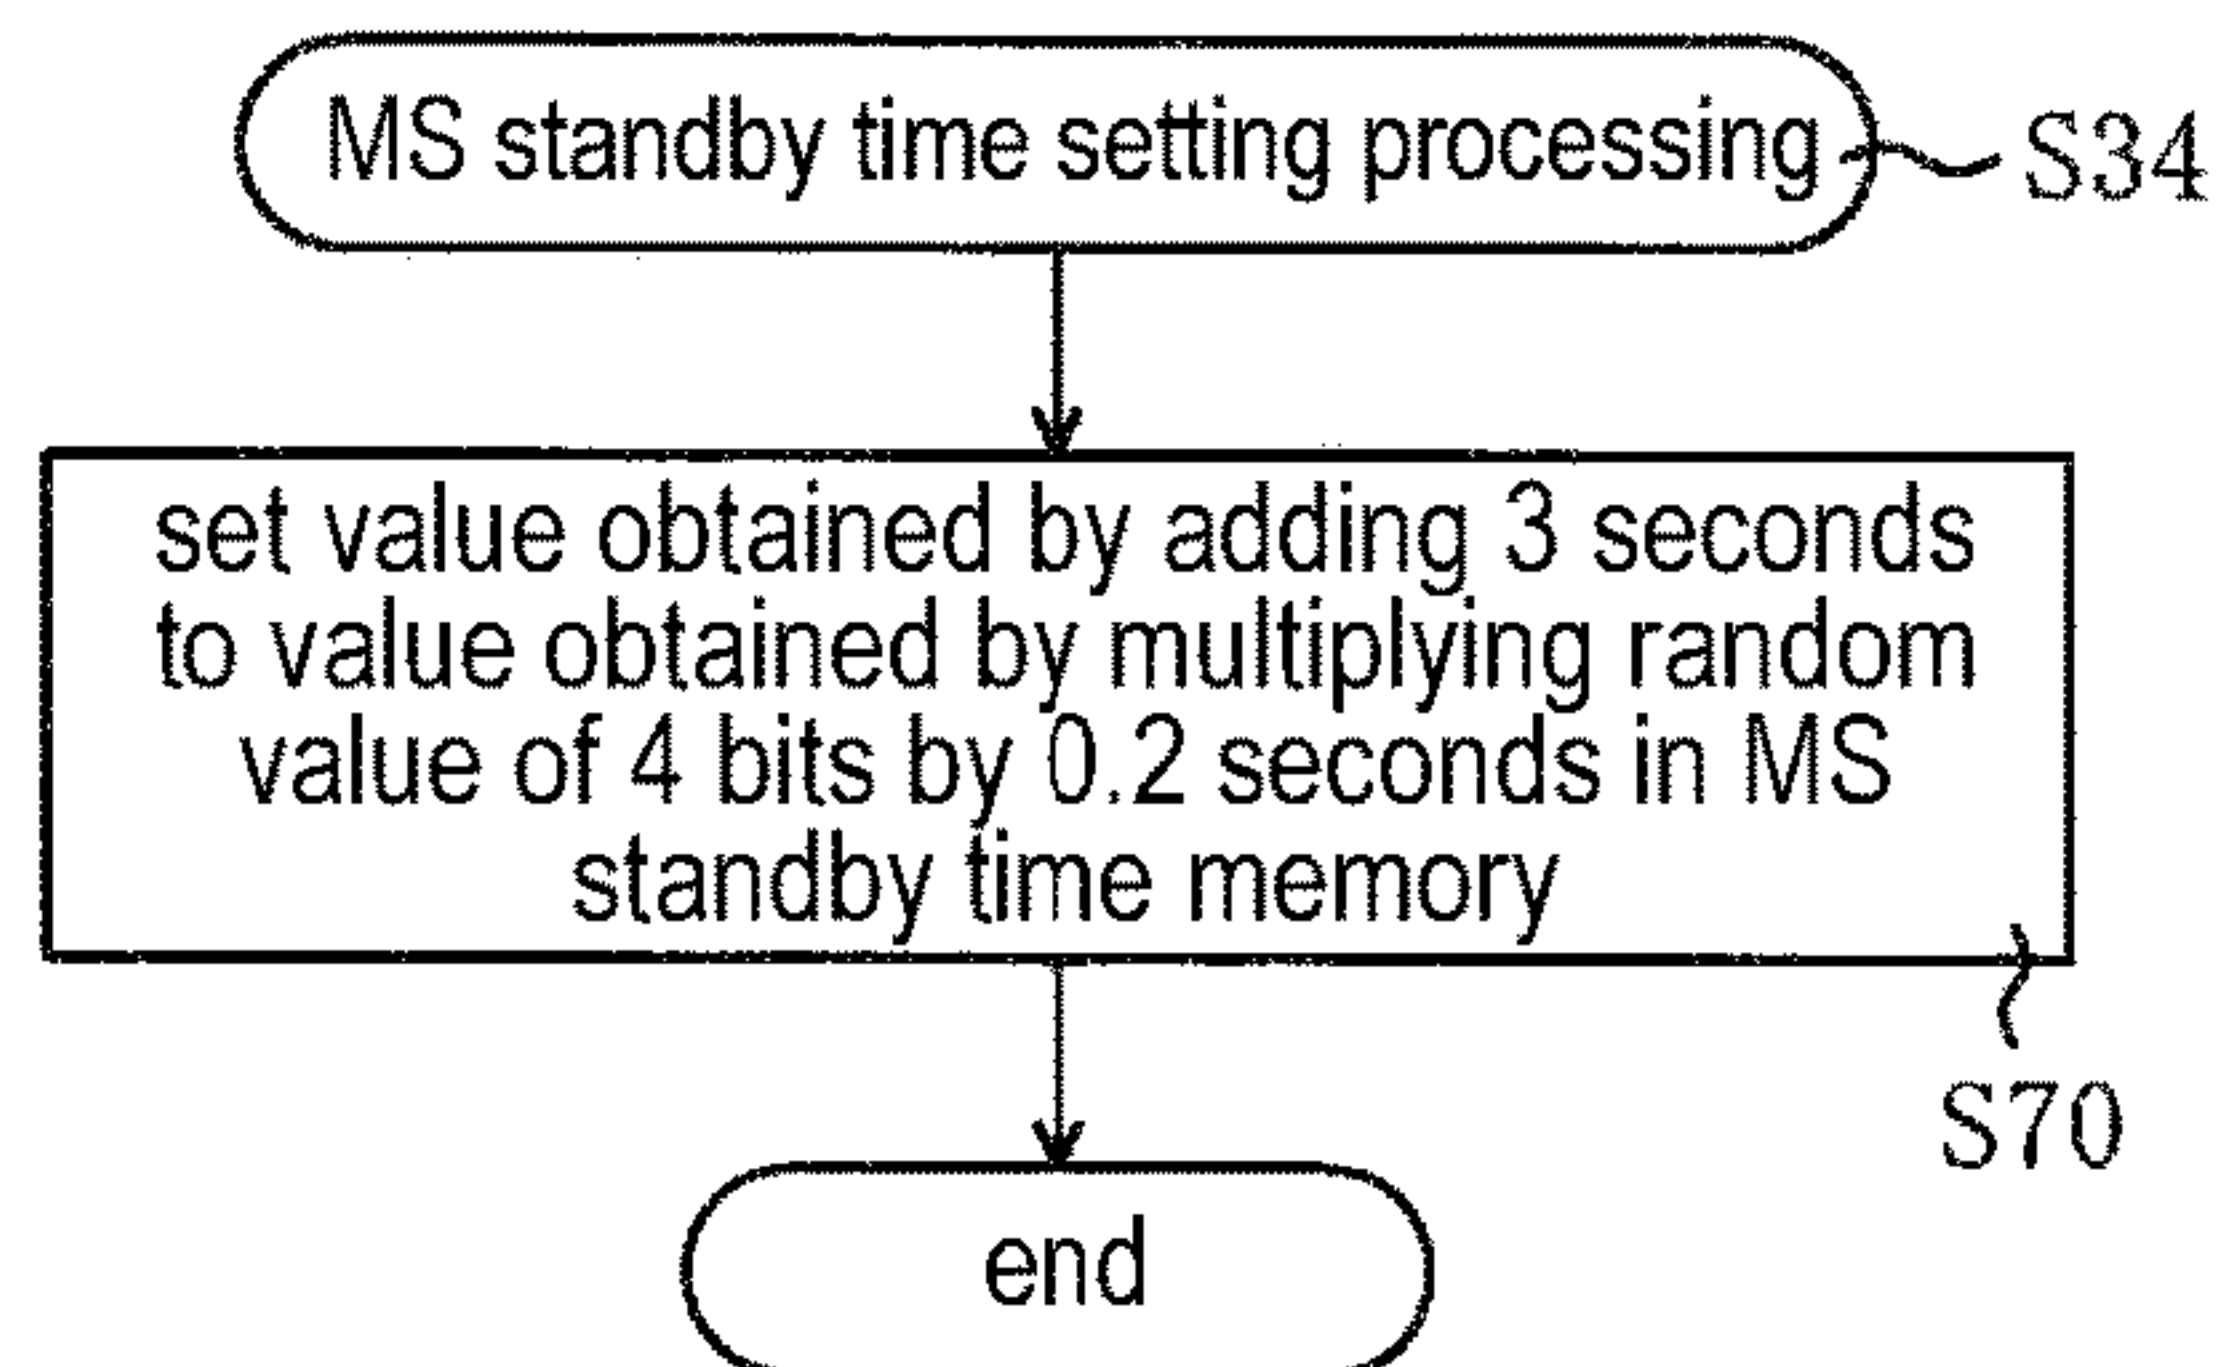 MS standby time setting processing S34
set value obtained by adding 3 seconds
to value obtained by multiplying random
value of 4 bits by 0.2 seconds in MS
standby time memory
S70
end